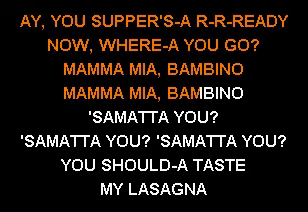 AY, YOU SUPPER'S-A R-R-READY
NOW, WHERE-A YOU GO?
MAMMA MIA, BAMBINO
MAMMA MIA, BAMBINO
'SAMATTA YOU?
'SAMATTA YOU? 'SAMATTA YOU?
YOU SHOULD-A TASTE
MY LASAGNA